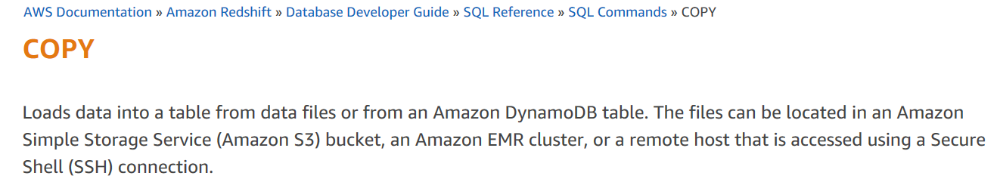 AWS Documentation » Amazon Redshift » Database Developer Guide » SQL Reference » SQL Commands » COPY
COPY
Loads data into a table from data files or from an Amazon DynamoDB table. The files can be located in an Amazon
Simple Storage Service (Amazon S3) bucket, an Amazon EMR cluster, or a remote host that is accessed using a Secure
Shell (SSH) connection.